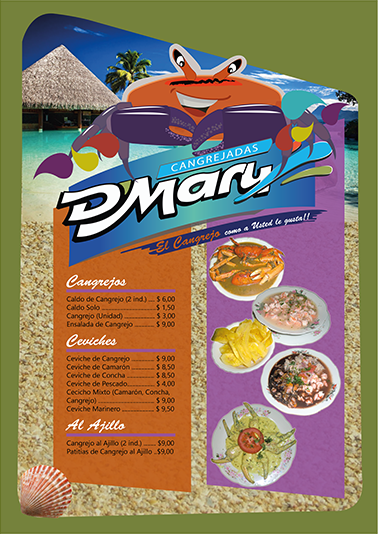 CANGREJADAS
D'Mary
El Cangrejo como a Usted le gusta!!
Cangrejos
Caldo de Cangrejo (2 ind.) .... $ 6,00
Caldo Solo ........................ $ 1,50
Cangrejo (Unidad) ............. $ 3,00
Ensalada de Cangrejo ......... $ 9,00
Ceviches
Ceviche de Cangrejo .......... $ 9,00
Ceviche de Camarón .......... $ 8,50
Ceviche de Concha ............ $ 8,50
Ceviche de Pescado............ $ 4,00
Cecicho Mixto (Camarón, Concha,
Cangrejo) ......................... $ 9,00
Ceviche Marinero .............. $ 9,50
Al Ajillo
Cangrejo al Ajillo (2 ind.) ..... $9,00
Patitias de Cangrejo al Ajillo ..$9,00